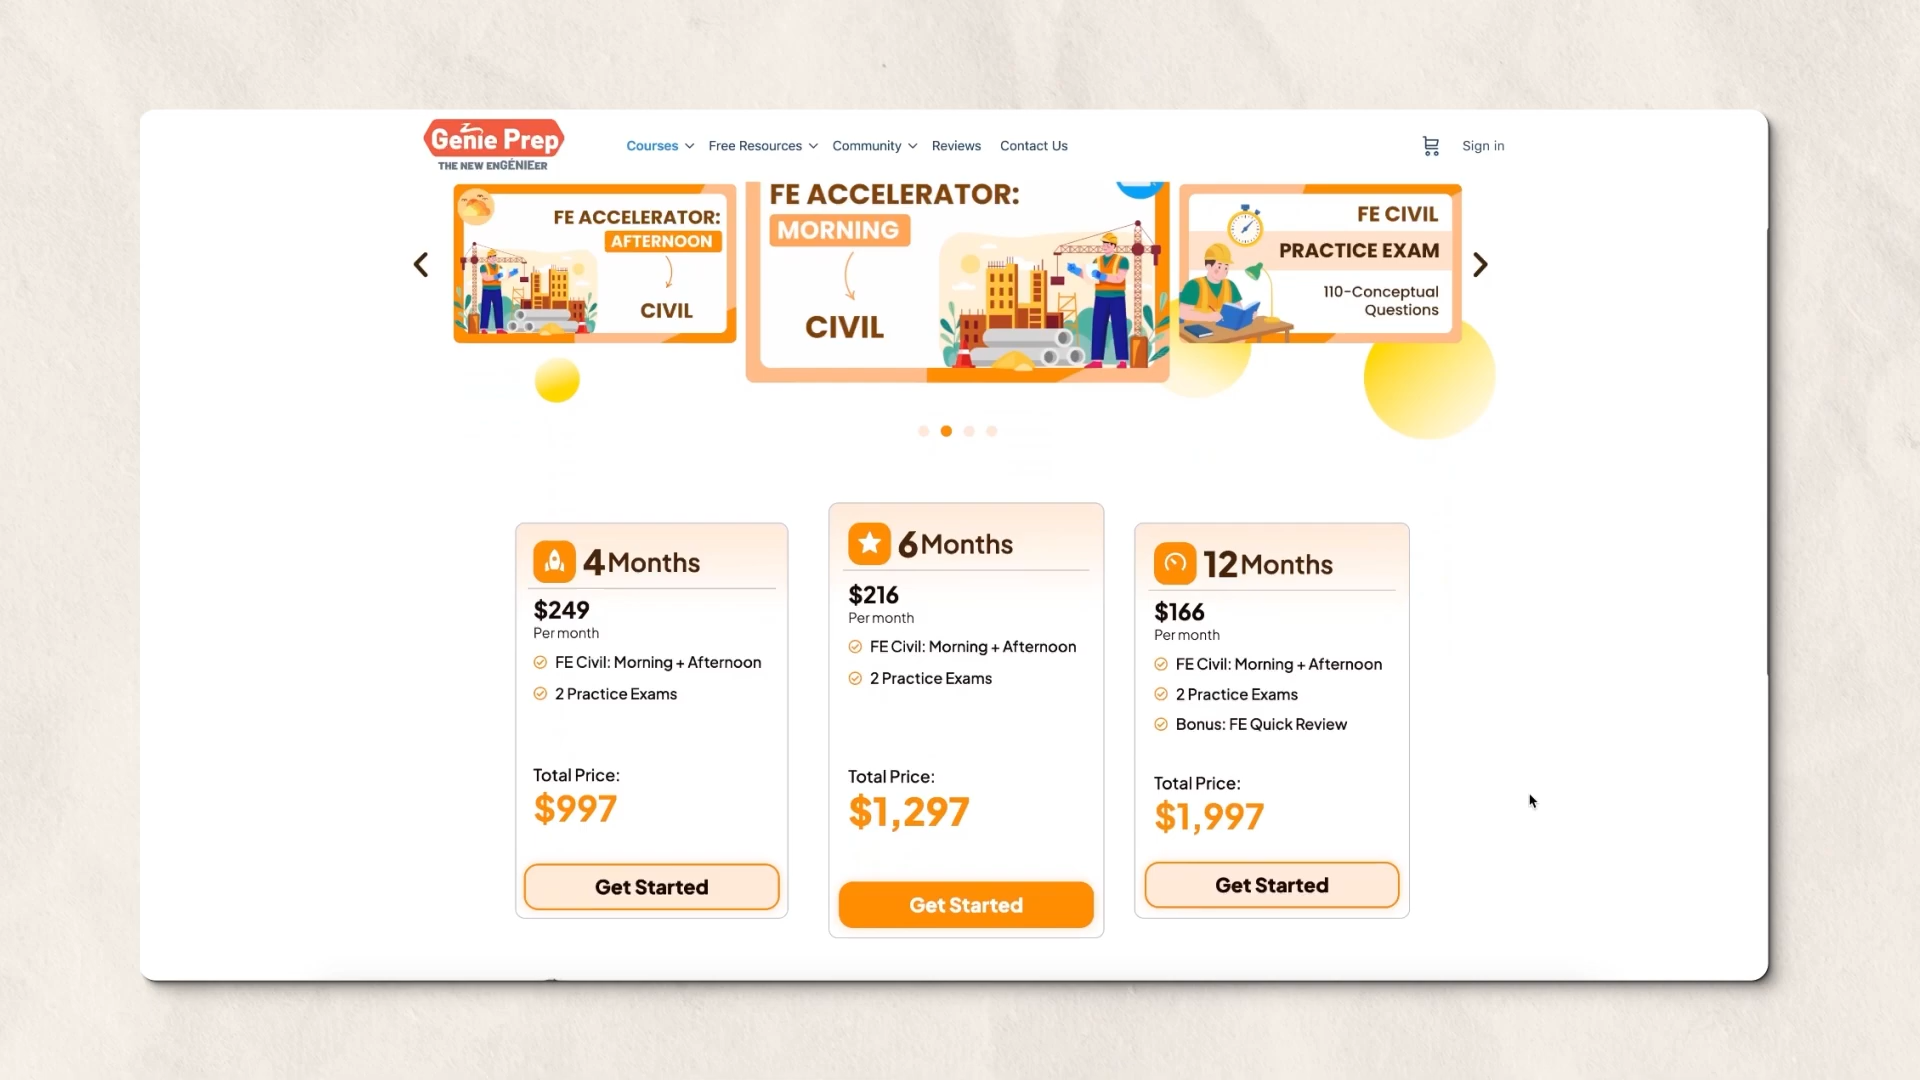 Genie Prep
THE NEW ENGÉNIEER
Courses
Free Resources
Community
Reviews
Contact Us
Sign in
FE ACCELERATOR:
AFTERNOON
CIVIL
FE ACCELERATOR:
MORNING
CIVIL
FE CIVIL
PRACTICE EXAM
110-Conceptual
Questions
4 Months
$249
Per month
FE Civil: Morning + Afternoon
2 Practice Exams
Total Price:
$997
Get Started
6 Months
$216
Per month
FE Civil: Morning + Afternoon
2 Practice Exams
Total Price:
$1,297
Get Started
12 Months
$166
Per month
FE Civil: Morning + Afternoon
2 Practice Exams
Bonus: FE Quick Review
Total Price:
$1,997
Get Started